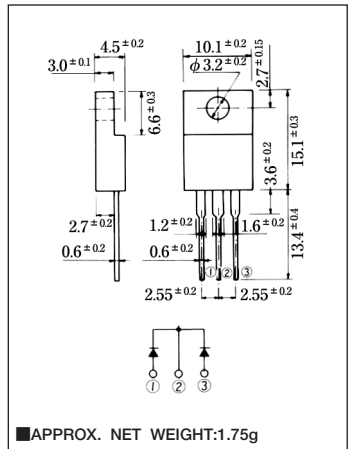 4.5 ± 0.2
10.1 ± 0.2
3.0 ± 0.1
φ 3.2 ± 0.2
2.7 ± 0.15
6.6 ± 0.3
15.1 ± 0.3
3.6 ± 0.2
2.7 ± 0.2
1.2 ± 0.2
1.6 ± 0.2
13.4 ± 0.4
0.6 ± 0.2
0.6 ± 0.2
① ② ③
2.55 ± 0.2
2.55 ± 0.2
① ② ③
■APPROX. NET WEIGHT:1.75g